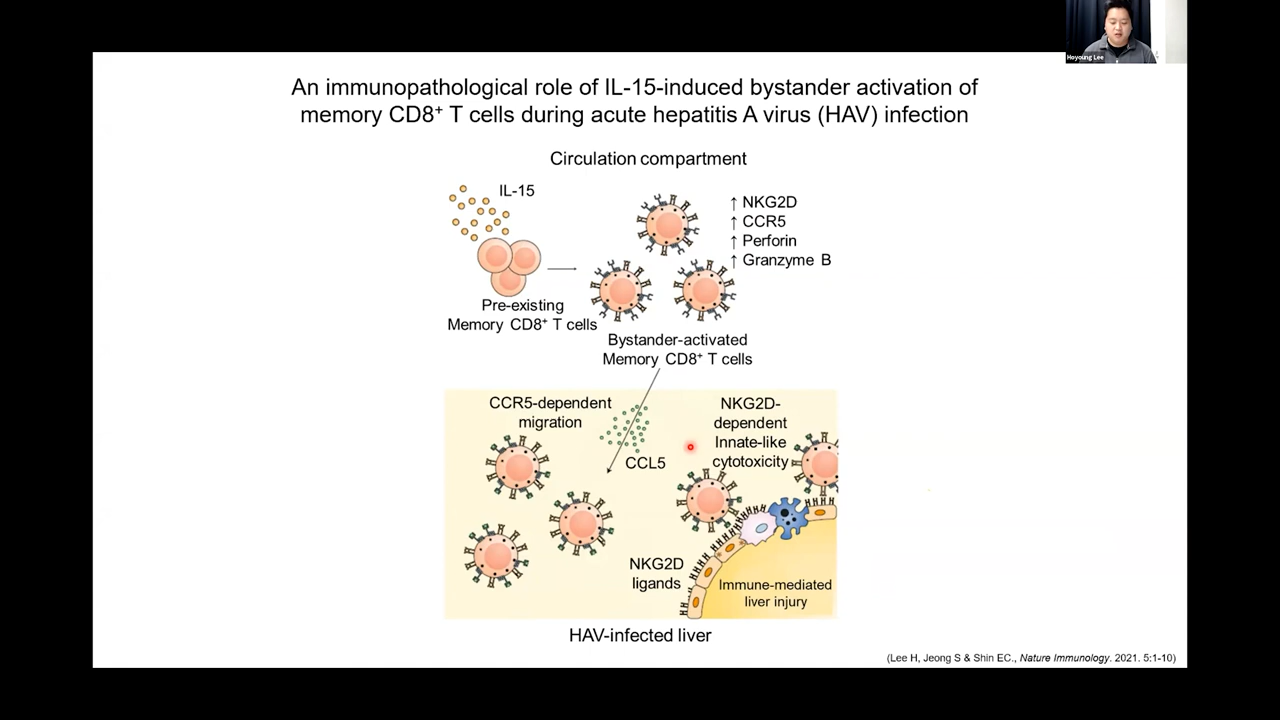 Hoyoung Lee
An immunopathological role of IL-15-induced bystander activation of
memory CD8⁺ T cells during acute hepatitis A virus (HAV) infection
Circulation compartment
IL-15
↑ NKG2D
↑ CCR5
↑ Perforin
↑ Granzyme B
Pre-existing
Memory CD8⁺ T cells
Bystander-activated
Memory CD8⁺ T cells
CCR5-dependent
migration
CCL5
NKG2D-
dependent
Innate-like
cytotoxicity
NKG2D
ligands
Immune-mediated
liver injury
HAV-infected liver
(Lee H, Jeong S & Shin EC., Nature Immunology. 2021. 5:1-10)